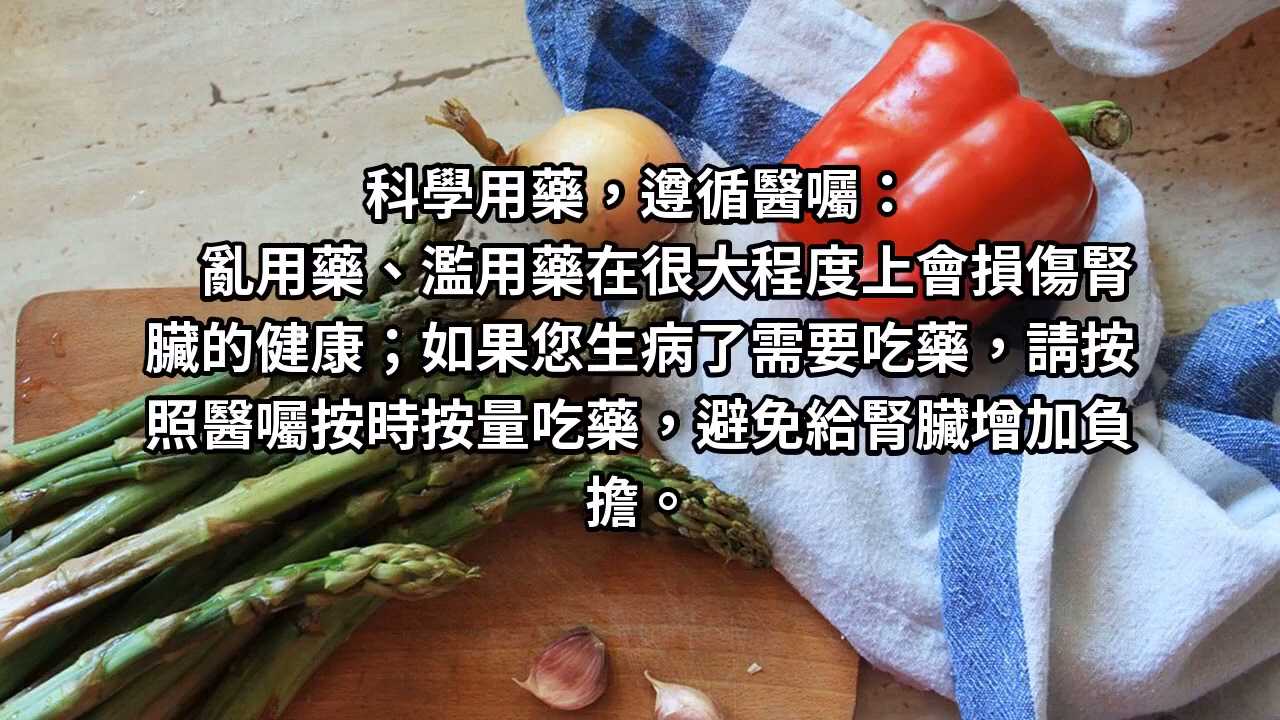 科學用藥，遵循醫囑：
亂用藥、濫用藥在很大程度上會損傷腎
臟的健康；如果您生病了需要吃藥，請按
照醫囑按時按量吃藥，避免給腎臟增加負
擔。